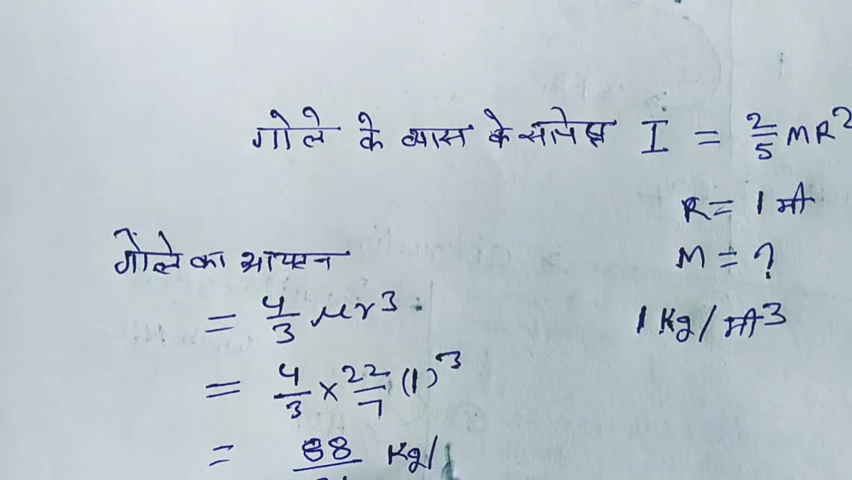 गोले के व्यास के सापेक्ष I = 2/5 MR²
R = 1 मी
M = ?
1 Kg/मी³
गोले का आयतन
= 4/3 πr³
= 4/3 × 22/7 (1)³
= 88 Kg/